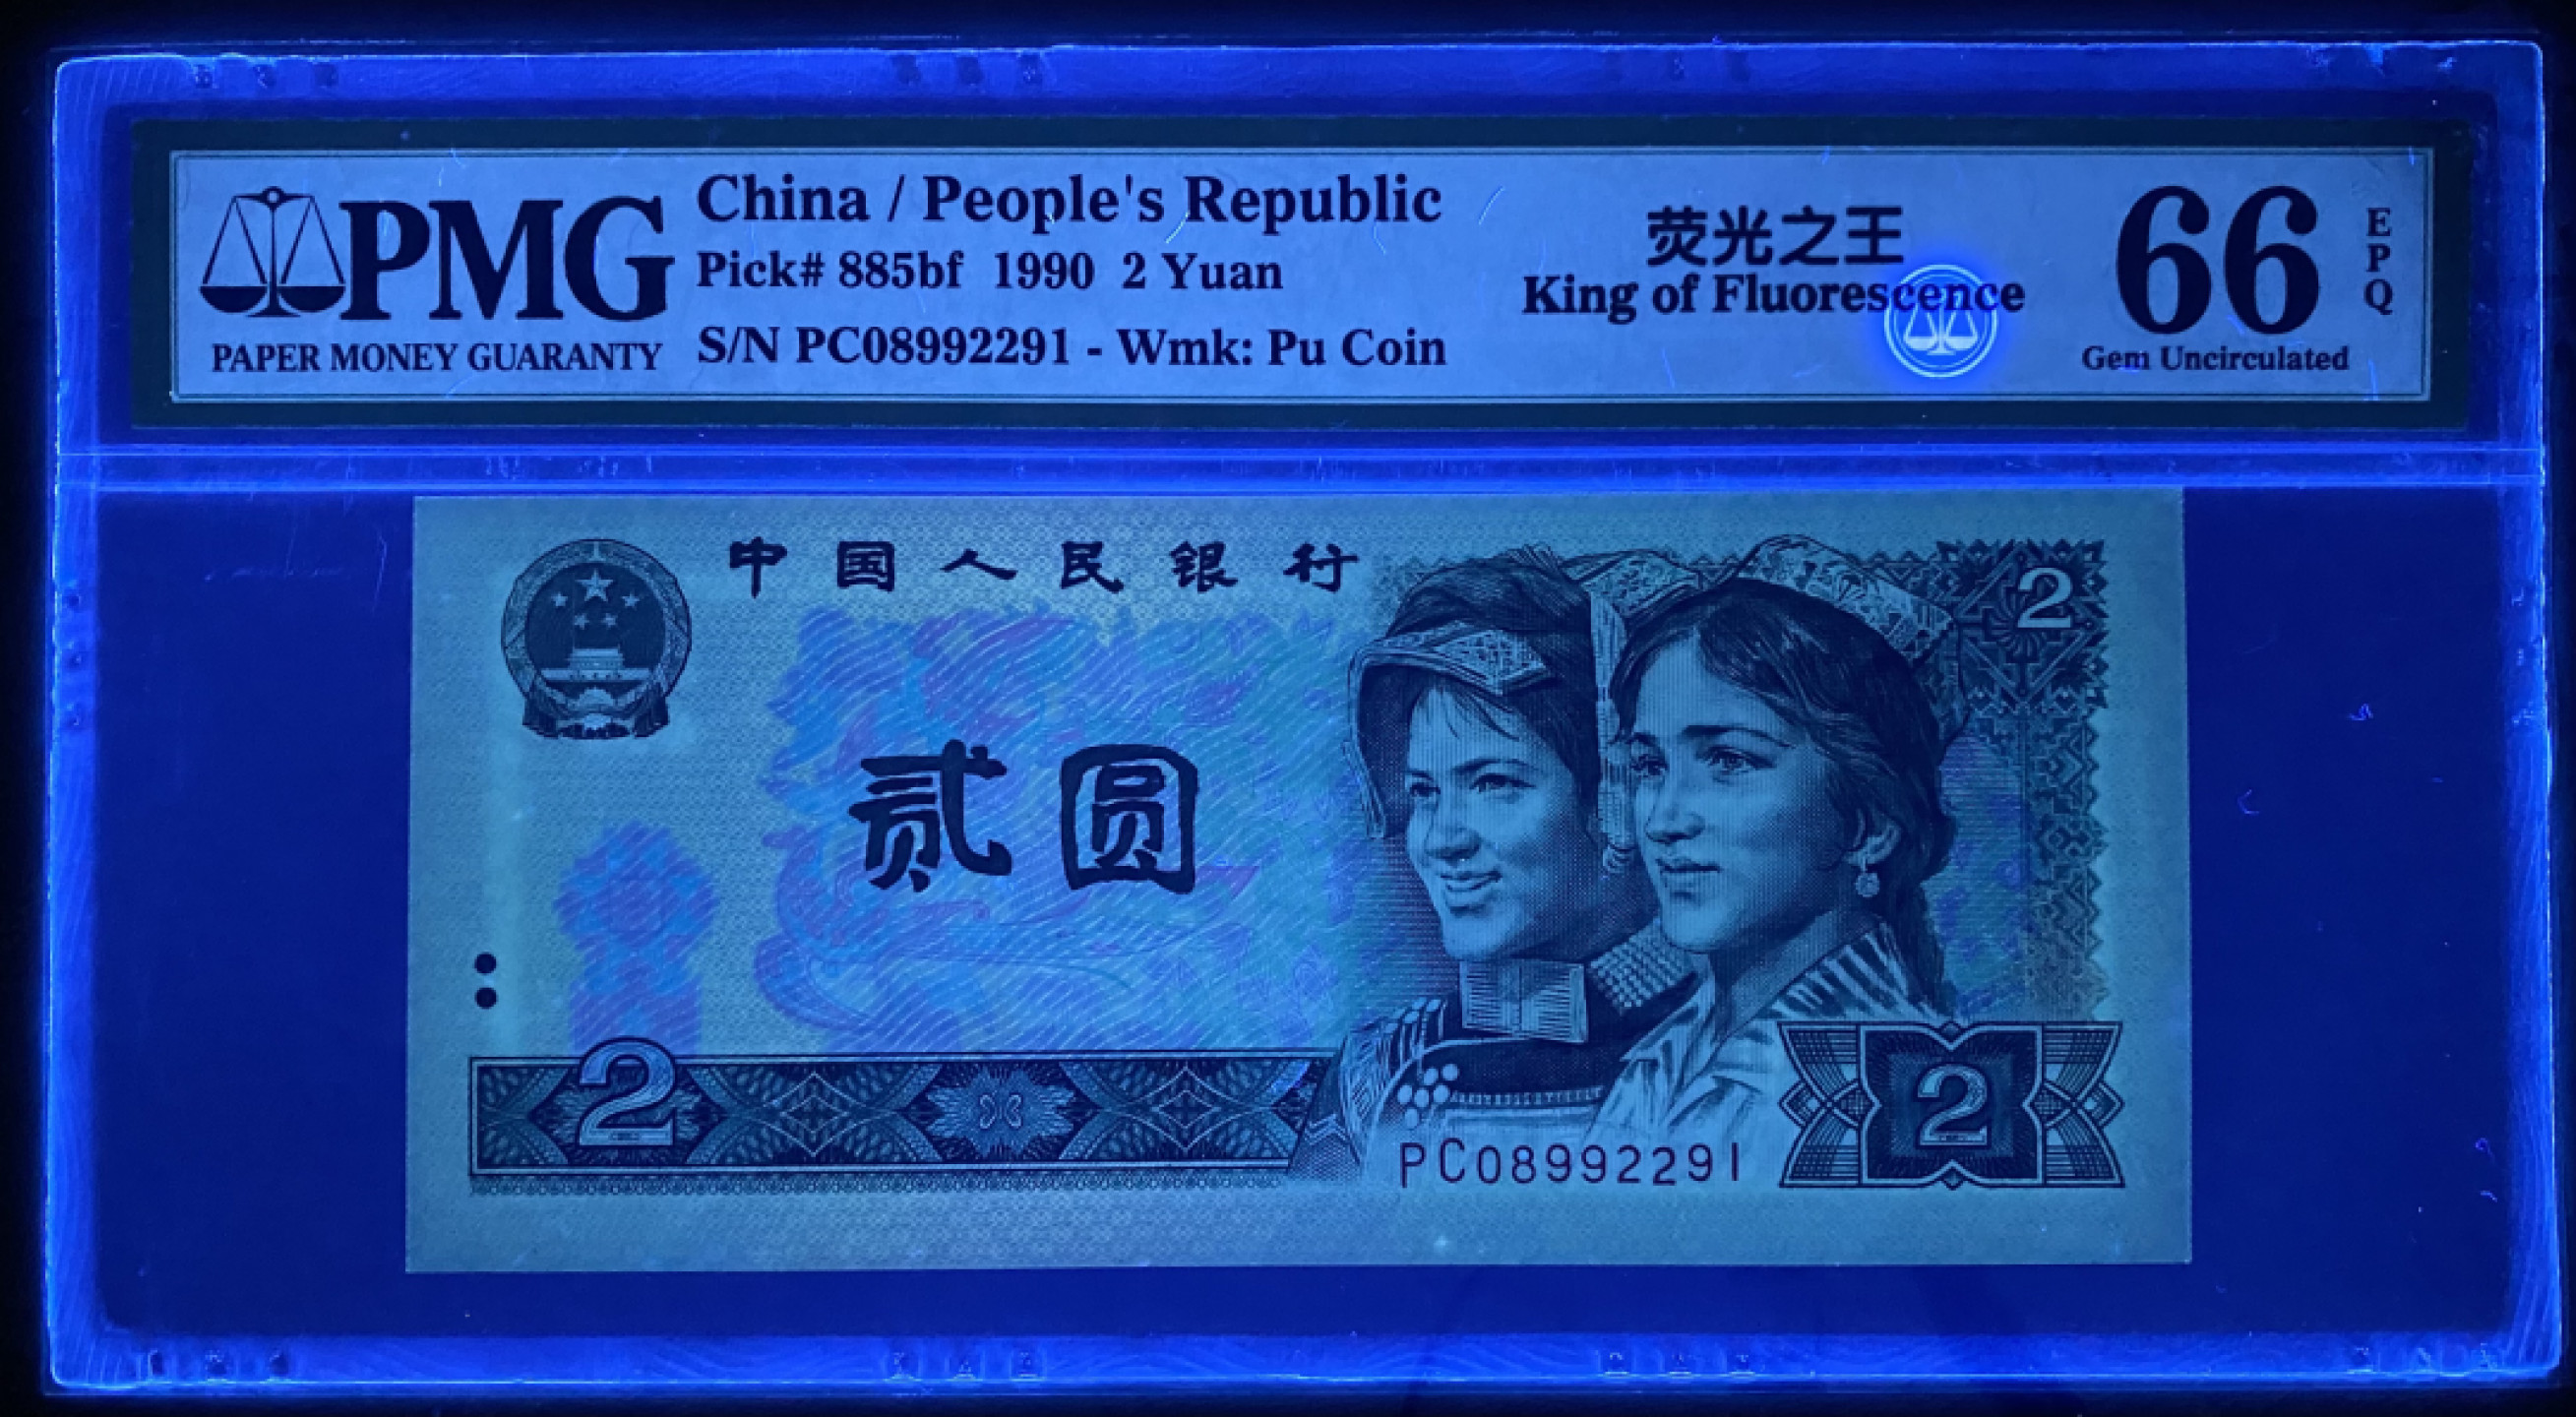 PMG
PAPER MONEY GUARANTY
China / People's Republic
Pick# 885bf 1990 2 Yuan
S/N PC08992291 - Wmk: Pu Coin
荧光之王
King of Fluorescence
66
EPQ
Gem Uncirculated
中国人民银行
2
贰圆
2
2
PC08992291